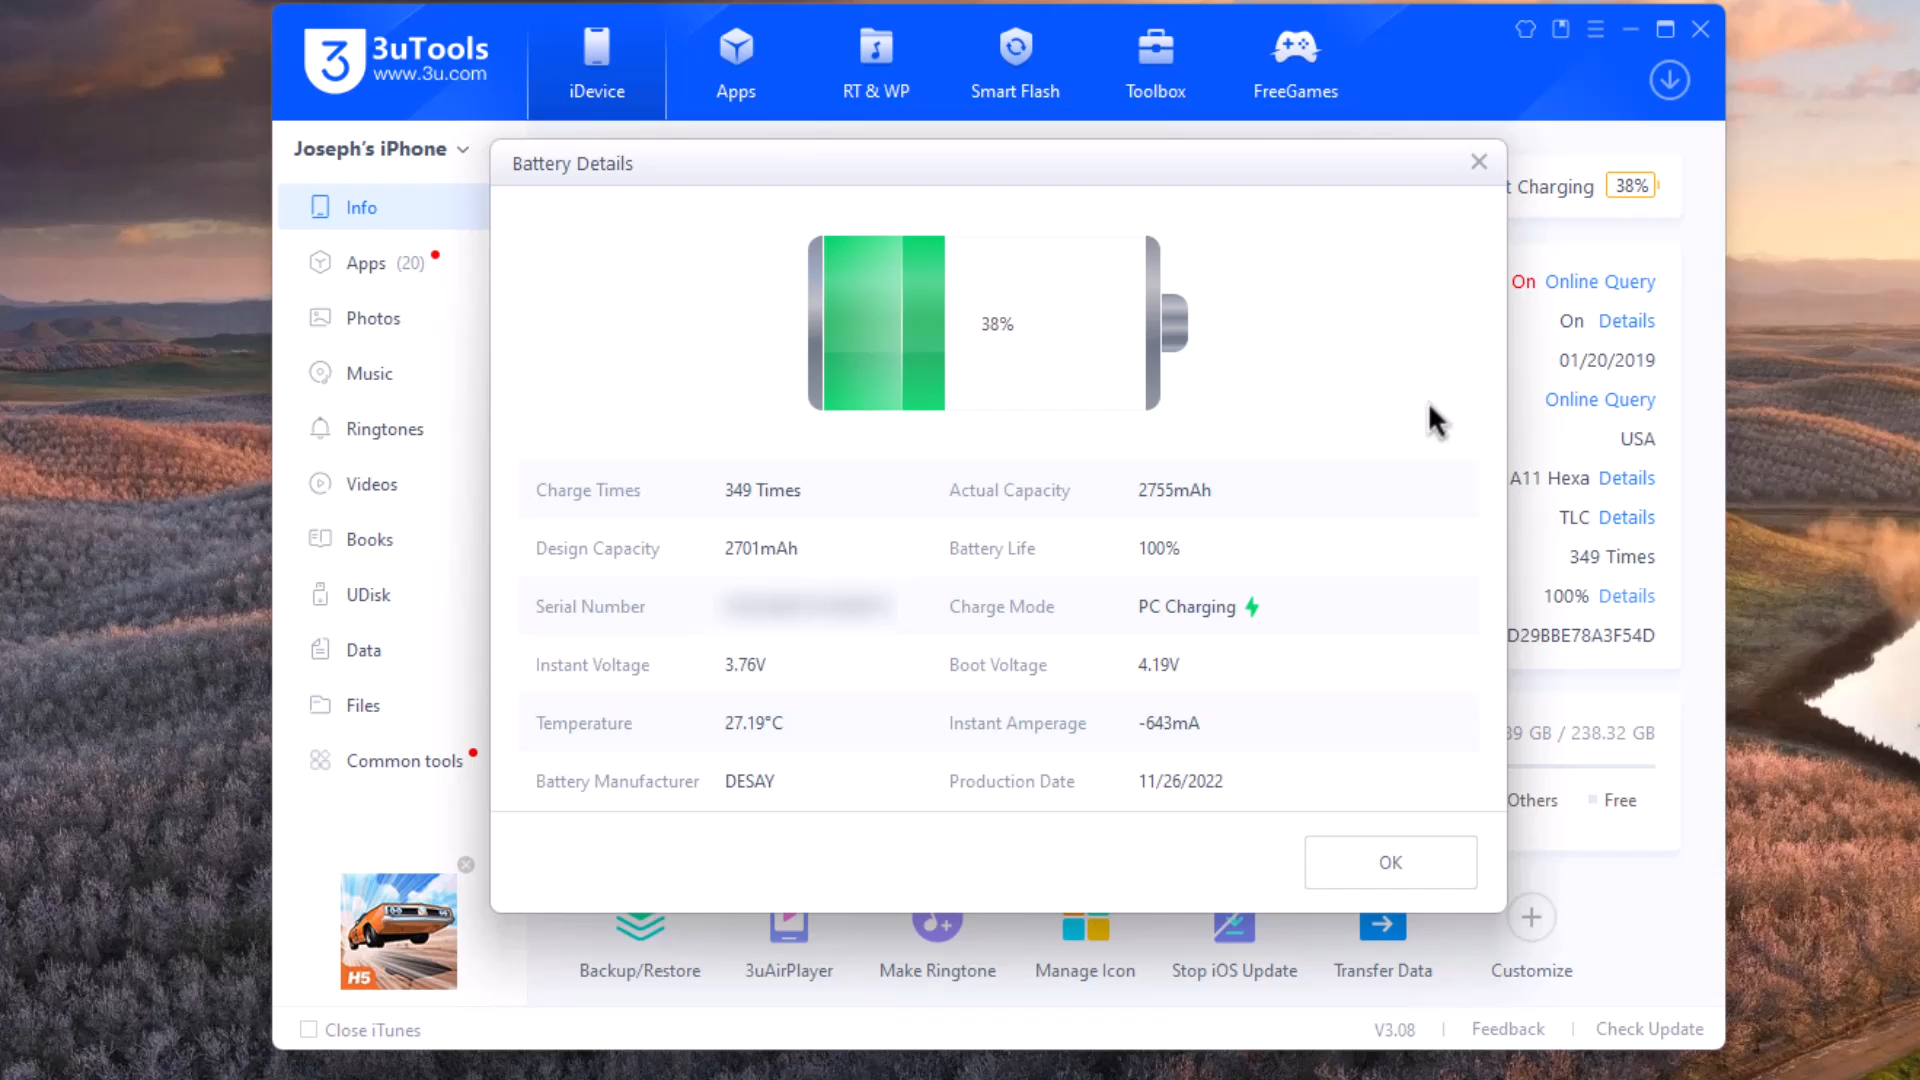 3uTools
www.3u.com
iDevice
Apps
RT & WP
Smart Flash
Toolbox
FreeGames
Joseph's iPhone
Info
Apps (20)
Photos
Music
Ringtones
Videos
Books
UDisk
Data
Files
Common tools
H5
Battery Details
38%
Charge Times 349 Times Actual Capacity 2755mAh
Design Capacity 2701mAh Battery Life 100%
Serial Number Charge Mode PC Charging
Instant Voltage 3.76V Boot Voltage 4.19V
Temperature 27.19°C Instant Amperage -643mA
Battery Manufacturer DESAY Production Date 11/26/2022
OK
t Charging 38%
On Online Query
On Details
01/20/2019
Online Query
USA
A11 Hexa Details
TLC Details
349 Times
100% Details
D29BBE78A3F54D
39 GB / 238.32 GB
Others Free
Backup/Restore
3uAirPlayer
Make Ringtone
Manage Icon
Stop iOS Update
Transfer Data
Customize
Close iTunes
V3.08 | Feedback | Check Update